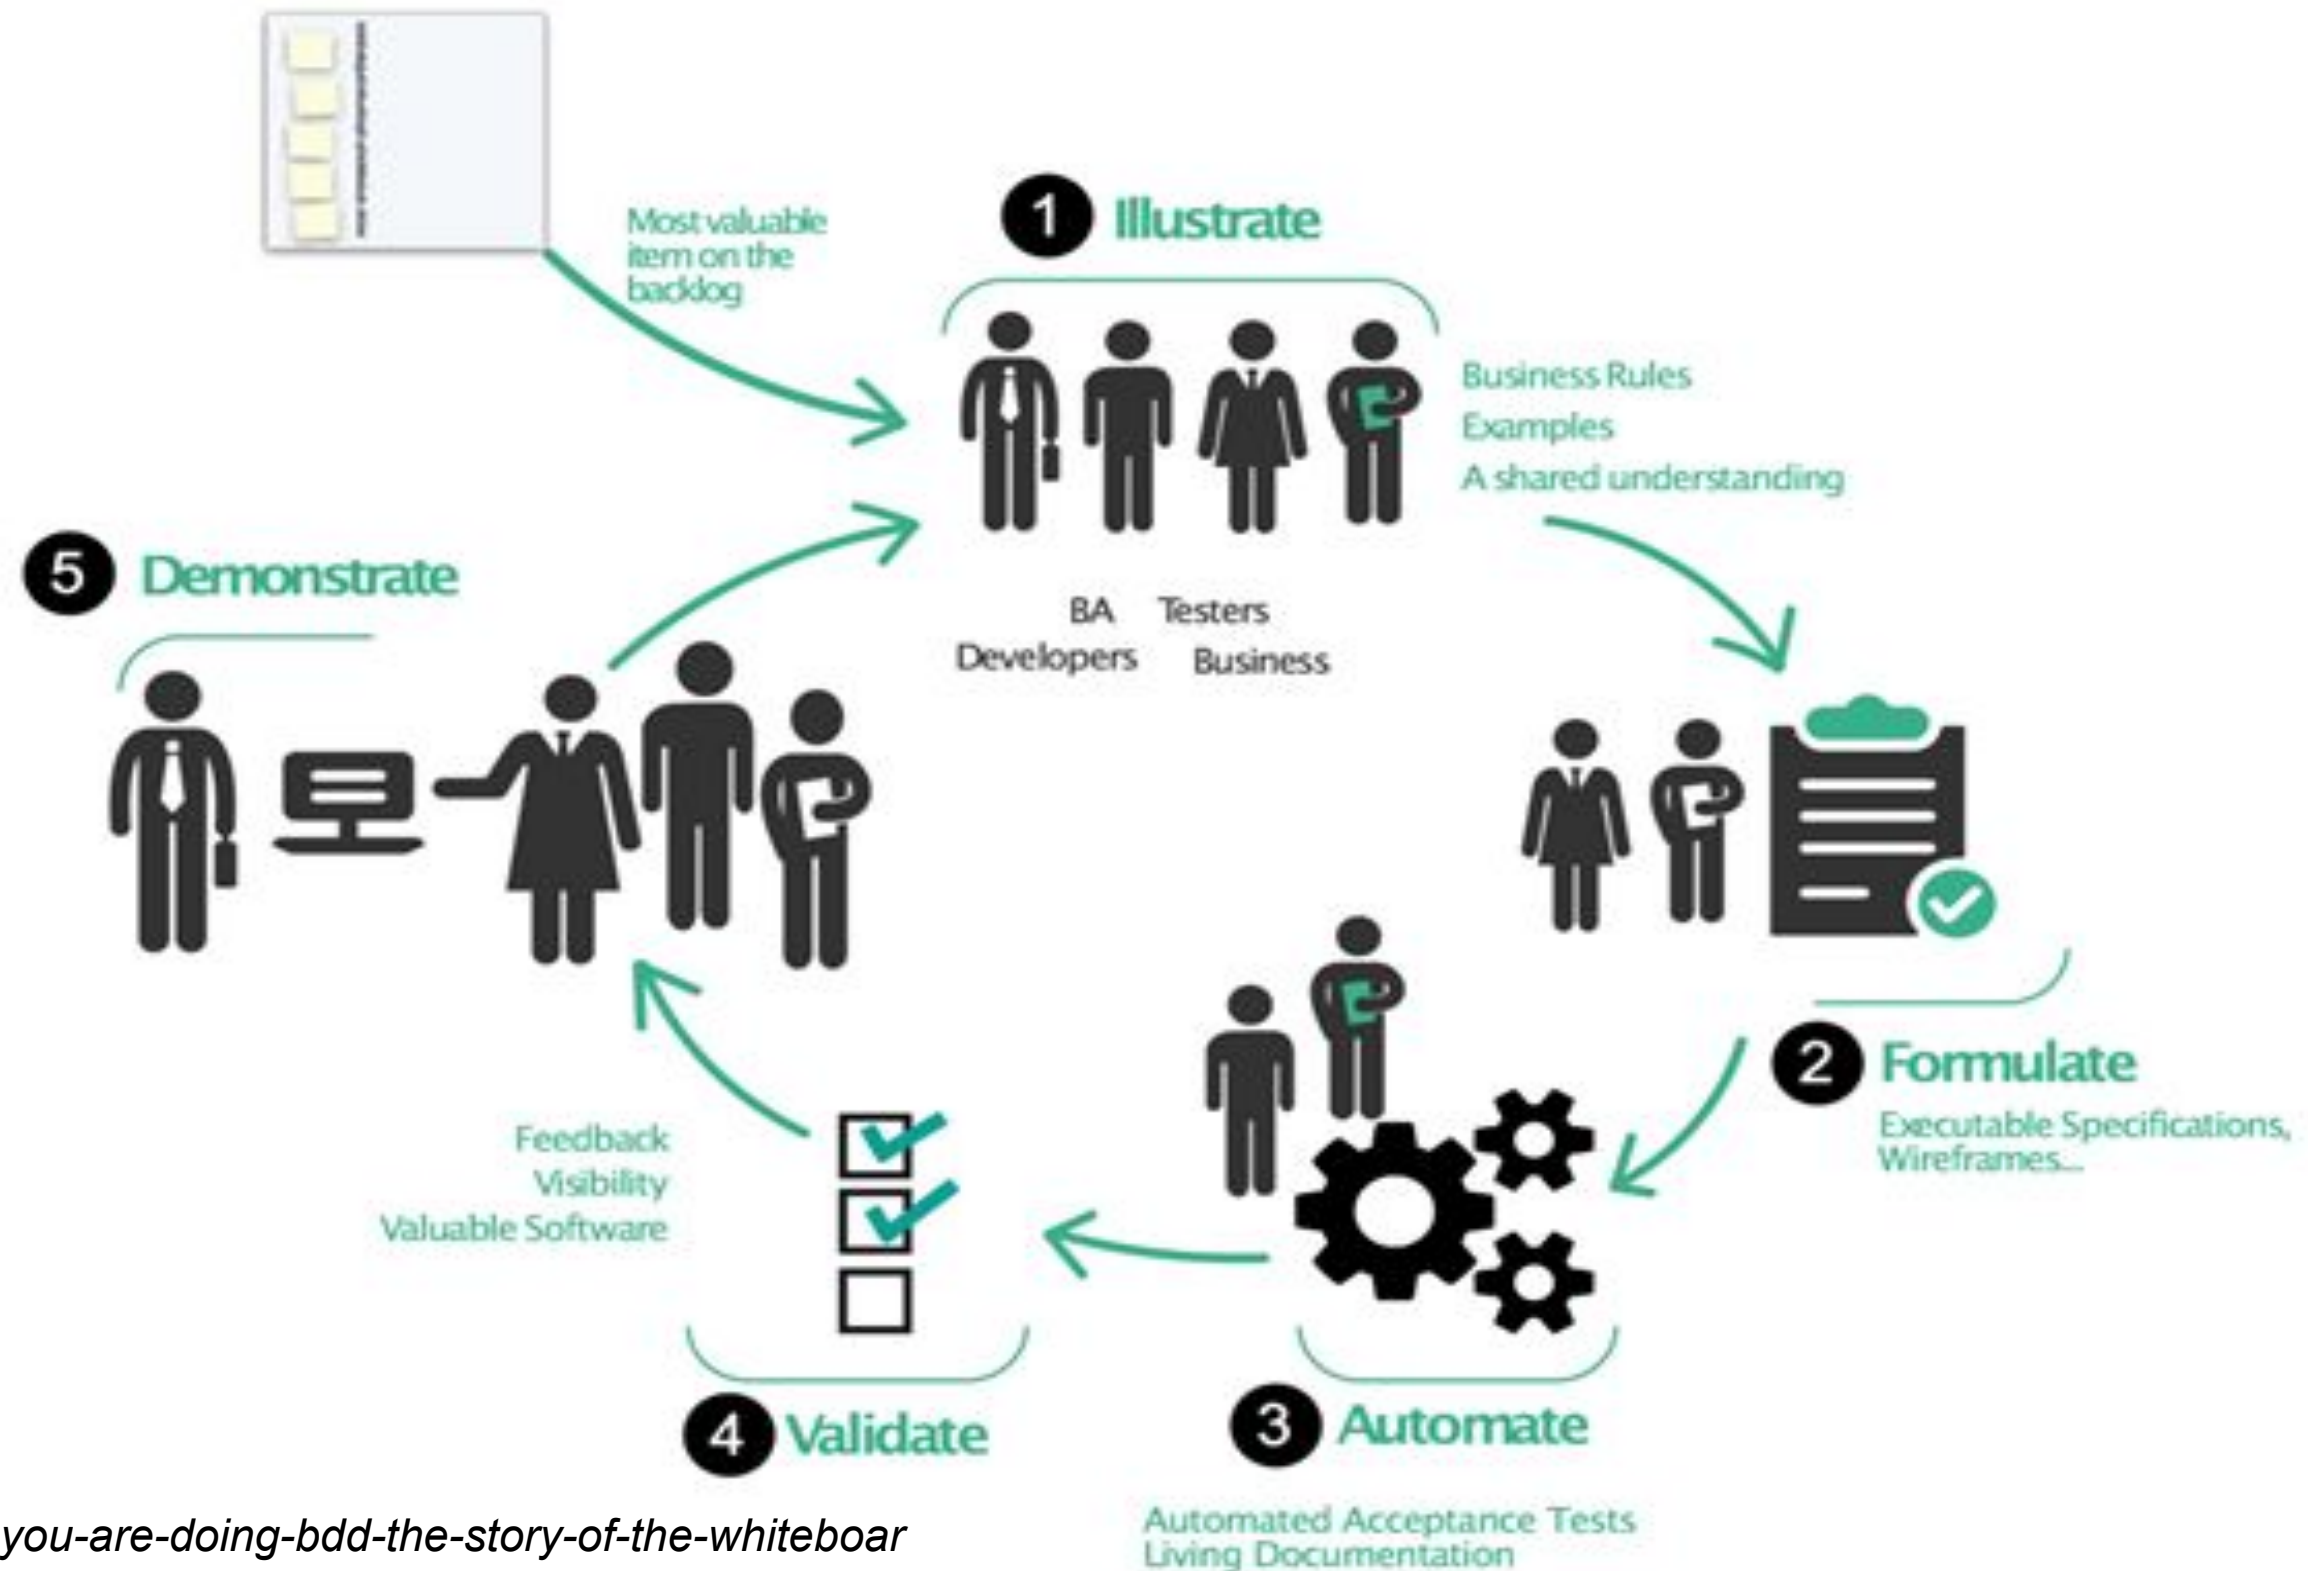 Most valuable
item on the
backlog
1 Illustrate
Business Rules
Examples
A shared understanding
BA Testers
Developers Business
2 Formulate
Executable Specifications,
Wireframes...
3 Automate
Automated Acceptance Tests
Living Documentation
4 Validate
Feedback
Visibility
Valuable Software
5 Demonstrate
you-are-doing-bdd-the-story-of-the-whiteboar